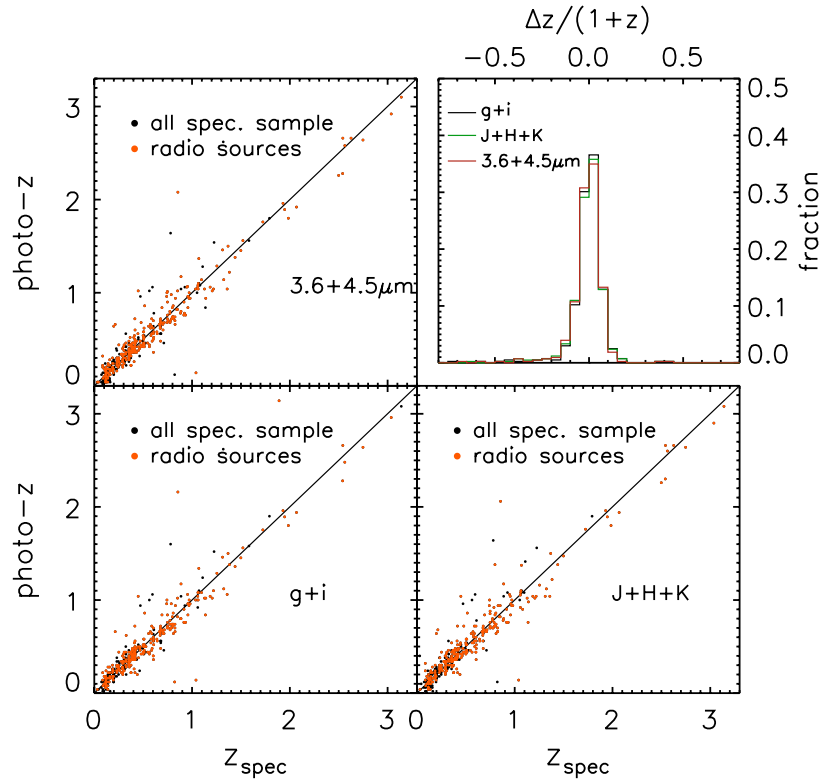 Δz/(1+z)
−0.5 0.0 0.5
3 2 1 0
photo−z
all spec. sample
radio sources
3.6+4.5μm
g+i
J+H+K
3.6+4.5μm
0.5 0.4 0.3 0.2 0.1 0.0
fraction
3 2 1 0
photo−z
all spec. sample
radio sources
g+i
all spec. sample
radio sources
J+H+K
0 1 2 3
0 1 2 3
Zspec
Zspec